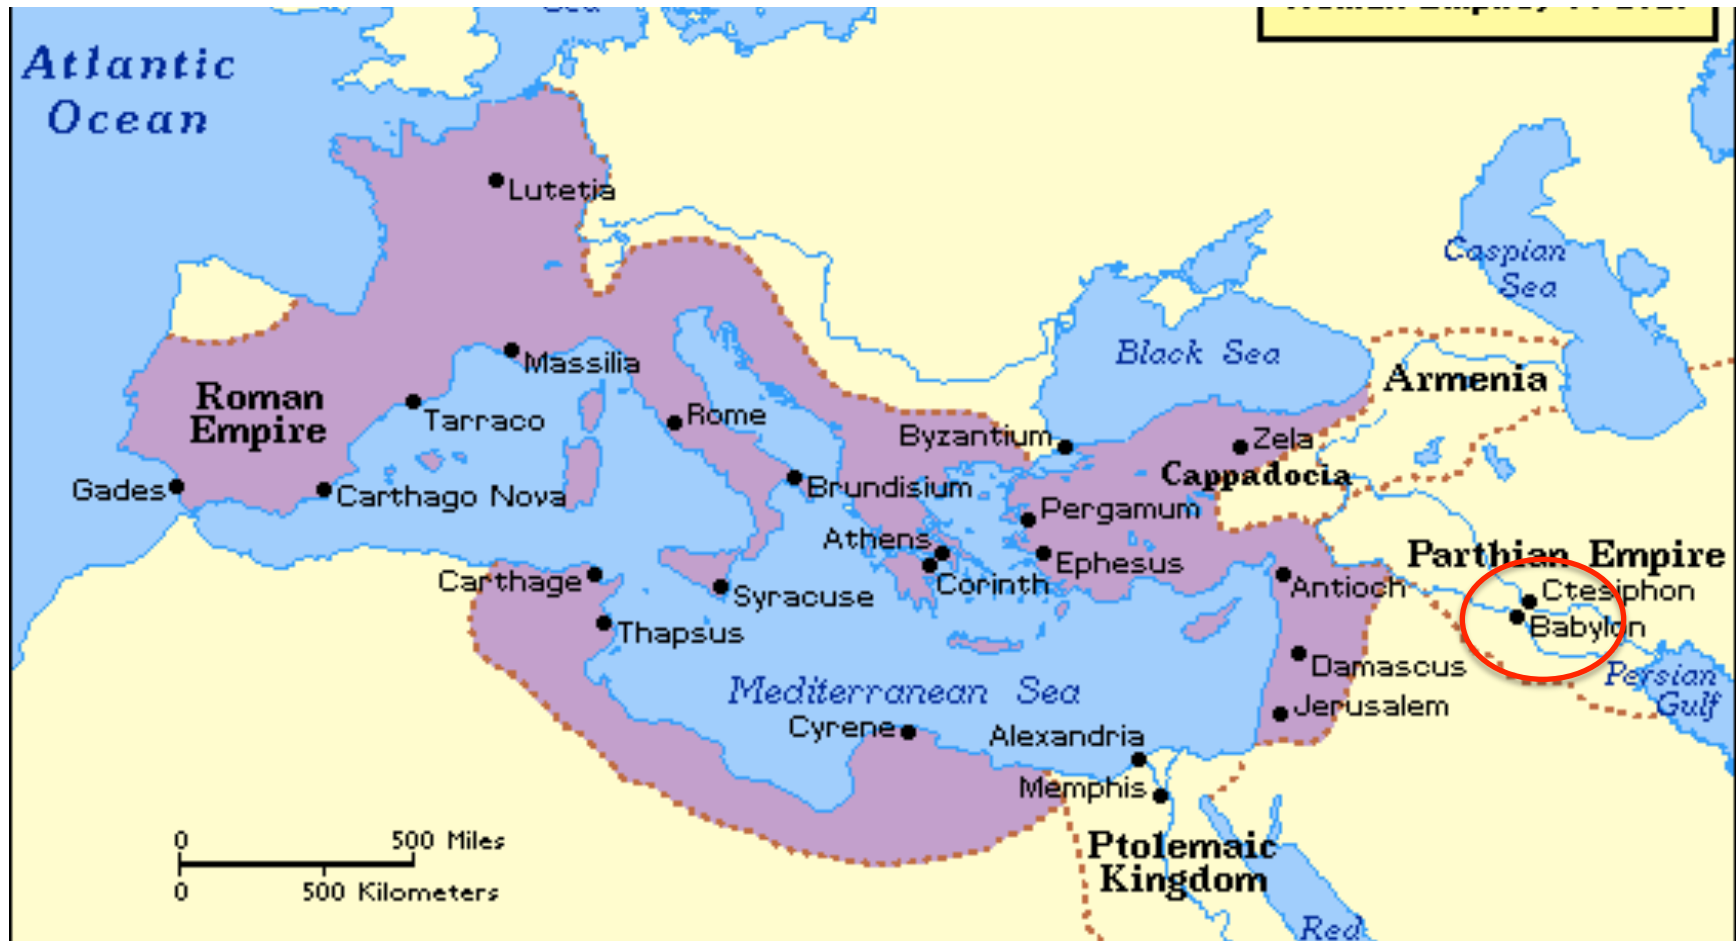 Sea
Atlantic
Ocean
Lutetia
Caspian
Sea
Black Sea
Massilia
Armenia
Roman
Empire
Tarraco
Rome
Byzantium
Zela
Cappadocia
Gades
Carthago Nova
Brundisium
Pergamum
Athens
Ephesus
Parthian Empire
Carthage
Corinth
Antioch
Ctesiphon
Syracuse
Babylon
Thapsus
Damascus
Persian
Gulf
Mediterranean Sea
Jerusalem
Cyrene
Alexandria
Memphis
0 500 Miles
0 500 Kilometers
Ptolemaic
Kingdom
Red